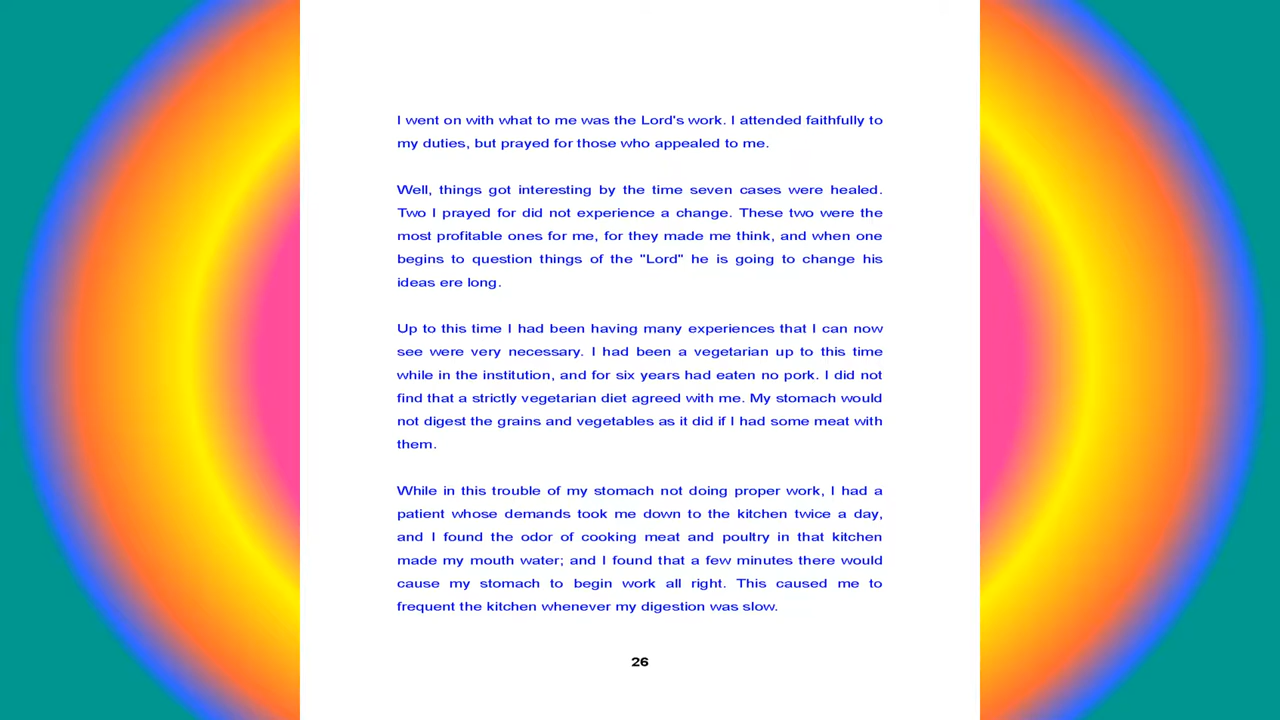 I went on with what to me was the Lord's work. I attended faithfully to
my duties, but prayed for those who appealed to me.
Well, things got interesting by the time seven cases were healed.
Two I prayed for did not experience a change. These two were the
most profitable ones for me, for they made me think, and when one
begins to question things of the "Lord" he is going to change his
ideas ere long.
Up to this time I had been having many experiences that I can now
see were very necessary. I had been a vegetarian up to this time
while in the institution, and for six years had eaten no pork. I did not
find that a strictly vegetarian diet agreed with me. My stomach would
not digest the grains and vegetables as it did if I had some meat with
them.
While in this trouble of my stomach not doing proper work, I had a
patient whose demands took me down to the kitchen twice a day,
and I found the odor of cooking meat and poultry in that kitchen
made my mouth water; and I found that a few minutes there would
cause my stomach to begin work all right. This caused me to
frequent the kitchen whenever my digestion was slow.
26